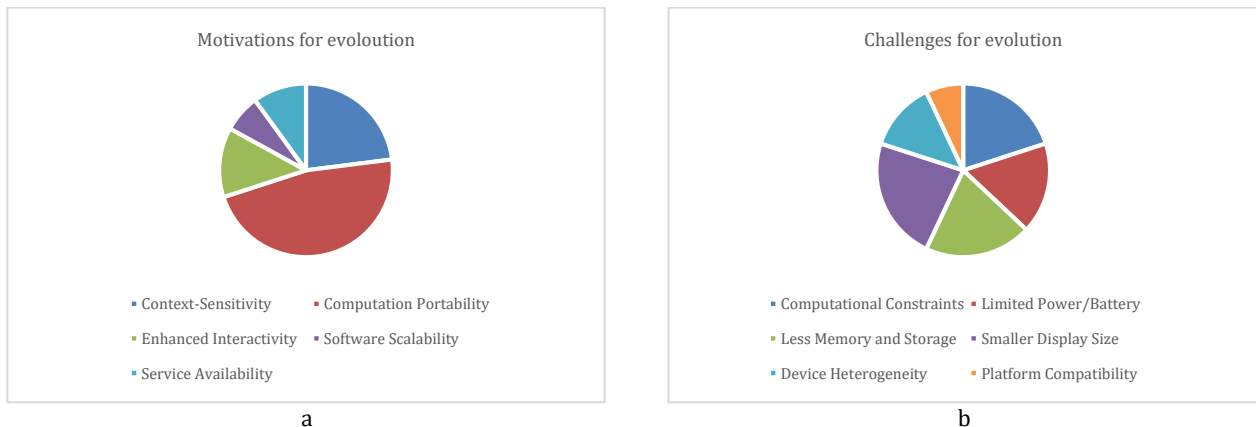 Motivations for evoloution
Context-Sensitivity
Computation Portability
Enhanced Interactivity
Software Scalability
Service Availability
a
Challenges for evolution
Computational Constraints
Limited Power/Battery
Less Memory and Storage
Smaller Display Size
Device Heterogeneity
Platform Compatibility
b